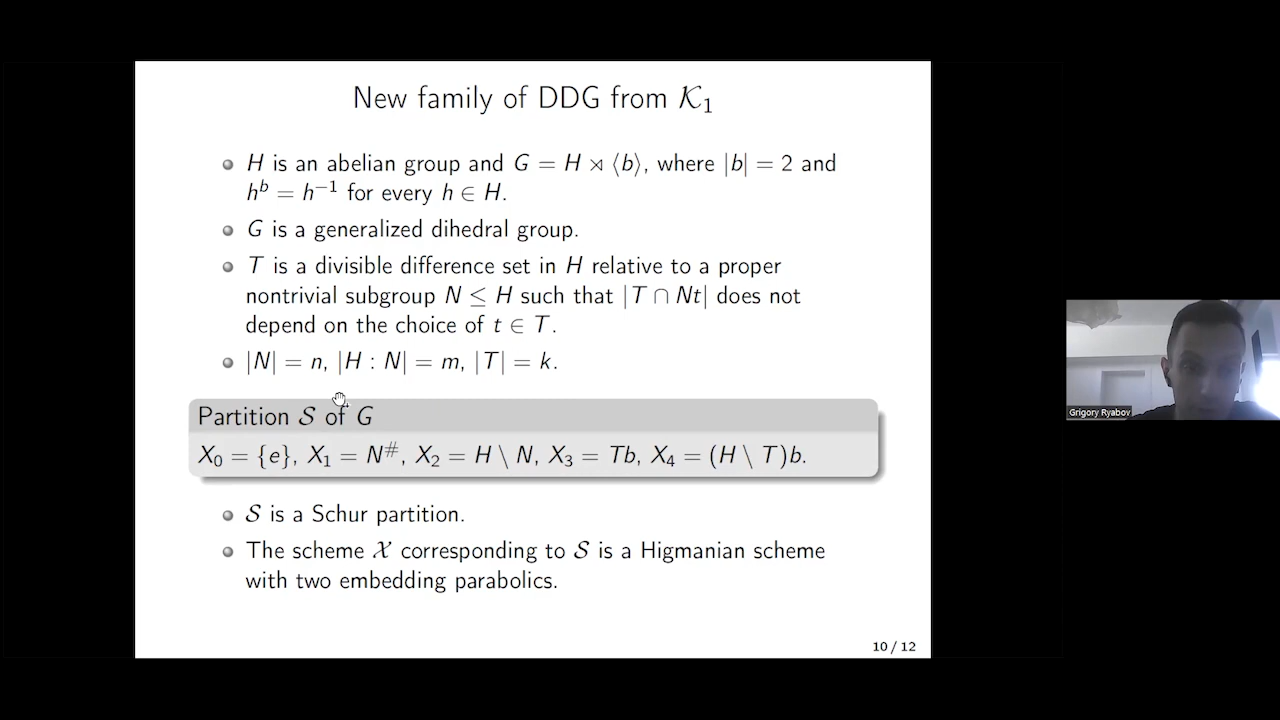 New family of DDG from 𝒦₁
H is an abelian group and G = H ⋊ ⟨b⟩, where |b| = 2 and
hᵇ = h⁻¹ for every h ∈ H.
G is a generalized dihedral group.
T is a divisible difference set in H relative to a proper
nontrivial subgroup N ≤ H such that |T ∩ Nt| does not
depend on the choice of t ∈ T.
|N| = n, |H : N| = m, |T| = k.
Partition 𝒮 of G
X₀ = {e}, X₁ = N^#, X₂ = H \ N, X₃ = Tb, X₄ = (H \ T)b.
𝒮 is a Schur partition.
The scheme 𝒳 corresponding to 𝒮 is a Higmanian scheme
with two embedding parabolics.
10 / 12
Grigory Ryabov